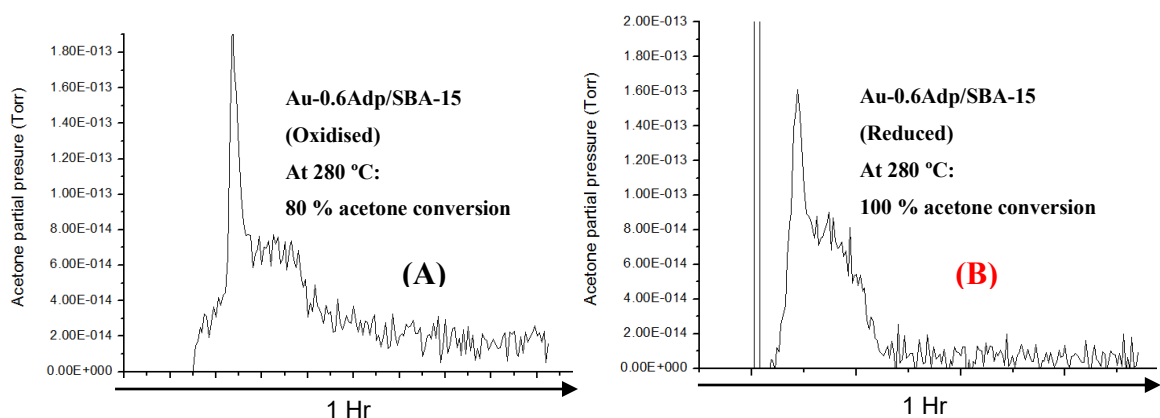 Acetone partial pressure (Torr)
1.80E-013
1.60E-013
1.40E-013
1.20E-013
1.00E-013
8.00E-014
6.00E-014
4.00E-014
2.00E-014
0.00E+000
Au-0.6Adp/SBA-15
(Oxidised)
At 280 ºC:
80 % acetone conversion
(A)
1 Hr
Acetone partial pressure (Torr)
2.00E-013
1.80E-013
1.60E-013
1.40E-013
1.20E-013
1.00E-013
8.00E-014
6.00E-014
4.00E-014
2.00E-014
0.00E+000
Au-0.6Adp/SBA-15
(Reduced)
At 280 ºC:
100 % acetone conversion
(B)
1 Hr